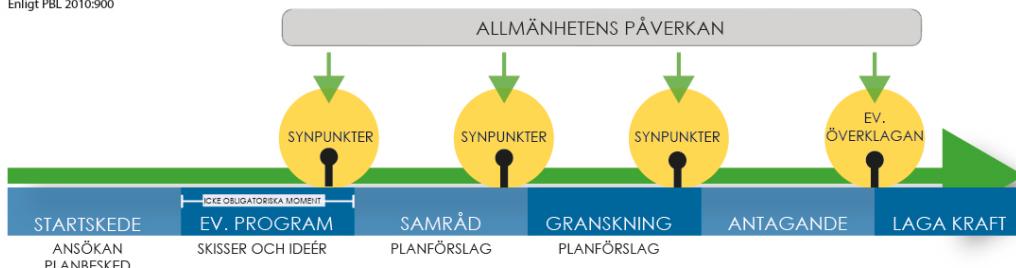 Enligt PBL 2010:900
ALLMÄNHETENS PÅVERKAN
SYNPUNKTER
SYNPUNKTER
SYNPUNKTER
EV.
ÖVERKLAGAN
ICKE OBLIGATORISKA MOMENT
STARTSKEDE
EV. PROGRAM
SAMRÅD
GRANSKNING
ANTAGANDE
LAGA KRAFT
ANSÖKAN
PLANBESKED
SKISSER OCH IDEÉR
PLANFÖRSLAG
PLANFÖRSLAG